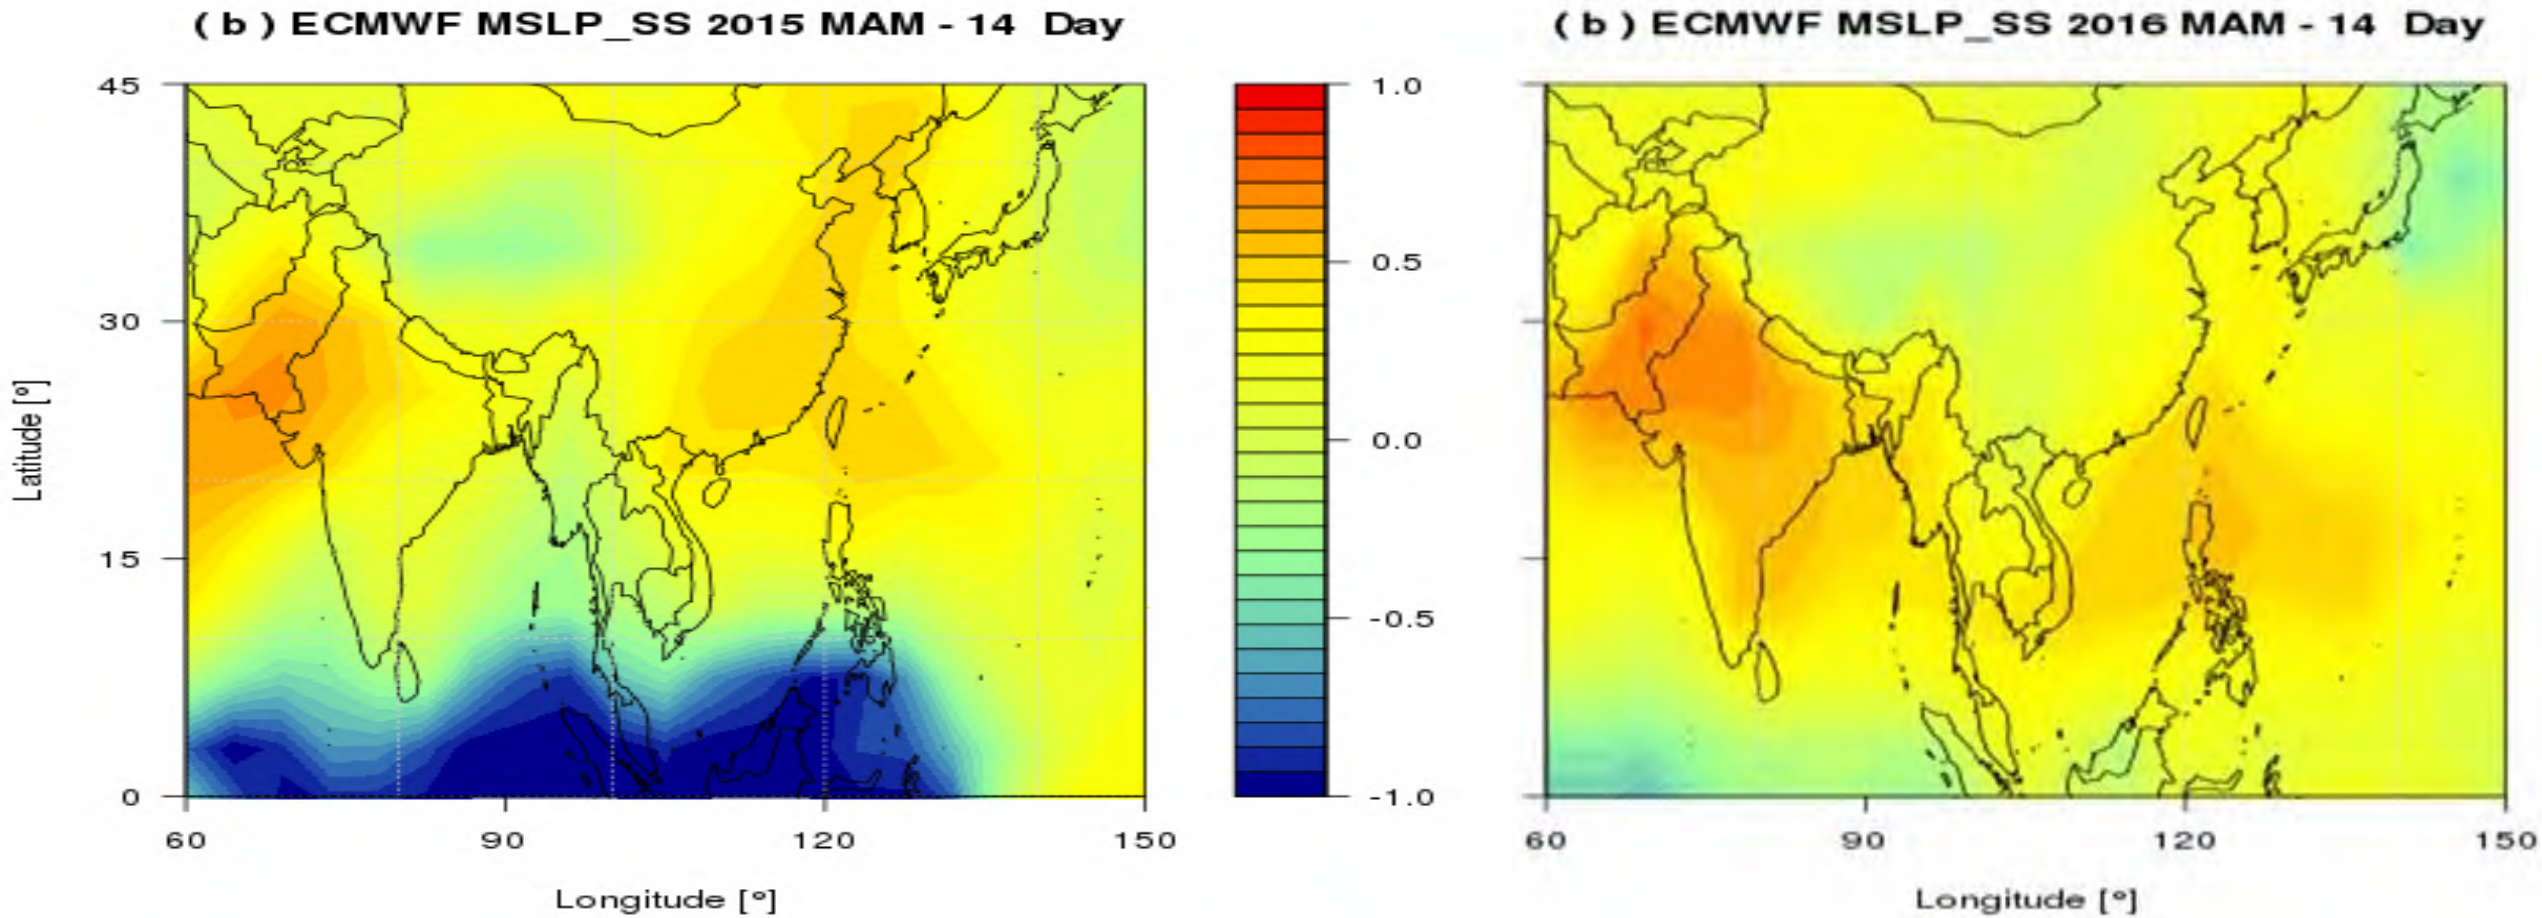 ( b ) ECMWF MSLP_SS 2015 MAM - 14 Day
45
30
15
0
Latitude [°]
60 90 120 150
Longitude [°]
1.0
0.5
0.0
-0.5
-1.0
( b ) ECMWF MSLP_SS 2016 MAM - 14 Day
60 90 120 150
Longitude [°]